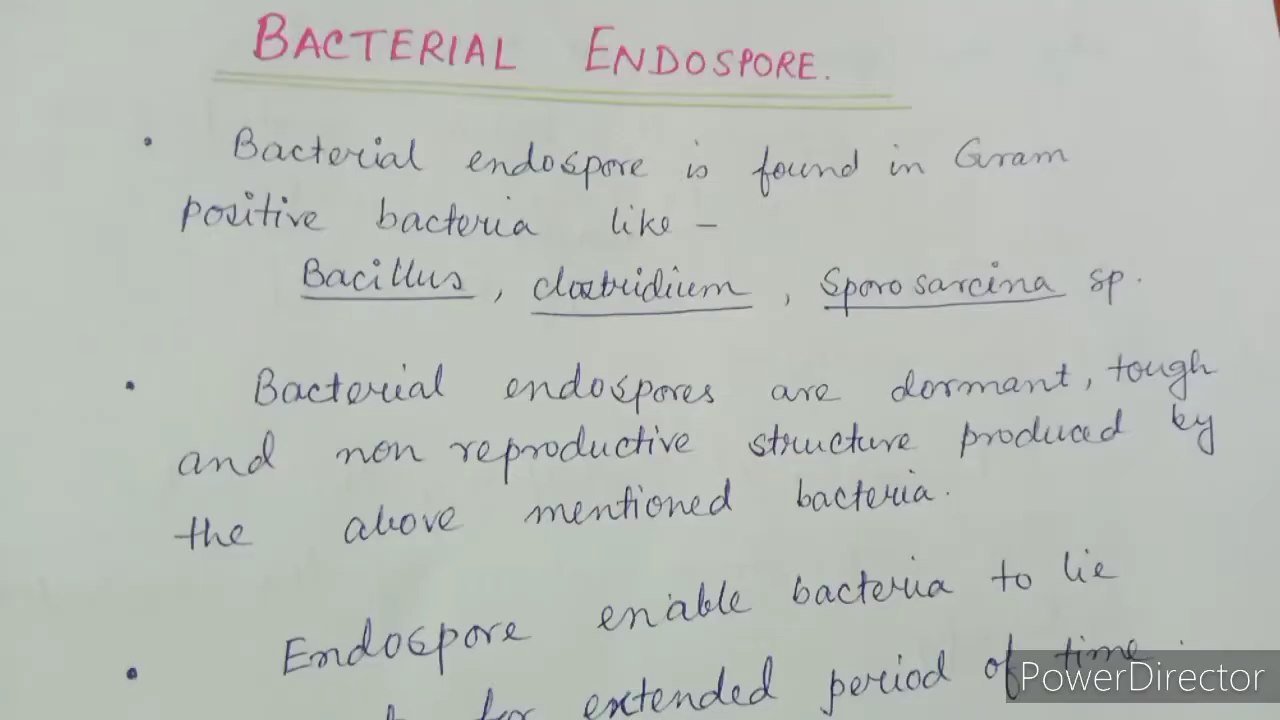 BACTERIAL ENDOSPORE.
• Bacterial endospore is found in Gram
positive bacteria like –
Bacillus, clostridium, Sporosarcina sp.
• Bacterial endospores are dormant, tough
and non reproductive structure produced by
the above mentioned bacteria.
• Endospore enable bacteria to lie
for extended period of time.
PowerDirector